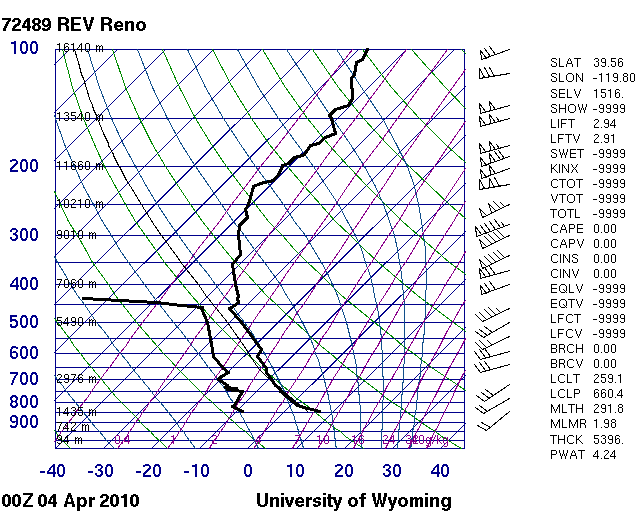 72489 REV Reno
100 16140 m
13540 m
200 11660 m
10210 m
300 9010 m
400 7060 m
500 5490 m
600
700 2976 m
800
1435 m
900 742 m
94 m 0.4 1 2 4 7 10 16 24 32 40g/kg
-40 -30 -20 -10 0 10 20 30 40
00Z 04 Apr 2010 University of Wyoming
SLAT 39.56
SLON -119.80
SELV 1516.
SHOW -9999
LIFT 2.94
LFTV 2.91
SWET -9999
KINX -9999
CTOT -9999
VTOT -9999
TOTL -9999
CAPE 0.00
CAPV 0.00
CINS 0.00
CINV 0.00
EQLV -9999
EQTV -9999
LFCT -9999
LFCV -9999
BRCH 0.00
BRCV 0.00
LCLT 259.1
LCLP 660.4
MLTH 291.8
MLMR 1.98
THCK 5396.
PWAT 4.24